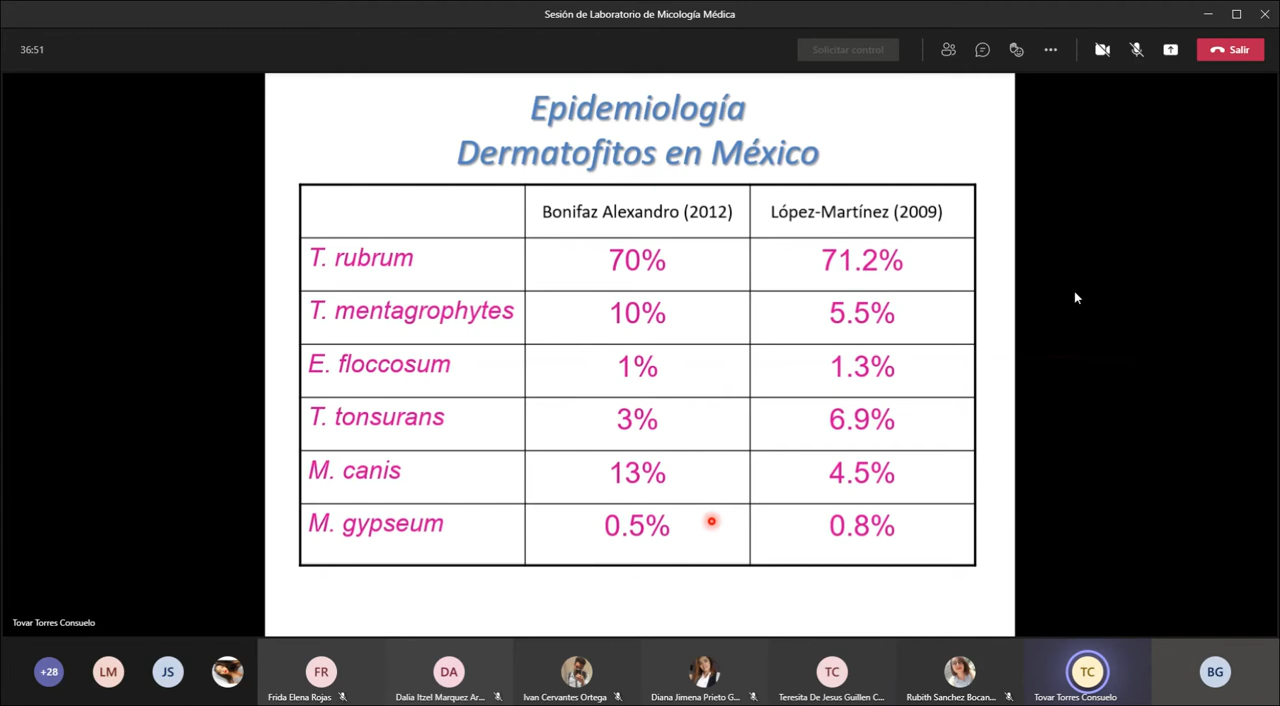 Sesión de Laboratorio de Micología Médica
36:51
Solicitar control
Salir
Epidemiología
Dermatofitos en México
Bonifaz Alexandro (2012) López-Martínez (2009)
T. rubrum 70% 71.2%
T. mentagrophytes 10% 5.5%
E. floccosum 1% 1.3%
T. tonsurans 3% 6.9%
M. canis 13% 4.5%
M. gypseum 0.5% 0.8%
Tovar Torres Consuelo
+28 LM JS FR DA TC TC BG
Frida Elena Rojas Dalia Itzel Marquez Ar... Ivan Cervantes Ortega Diana Jimena Prieto G... Teresita De Jesus Guillen C... Rubith Sanchez Bocan... Tovar Torres Consuelo